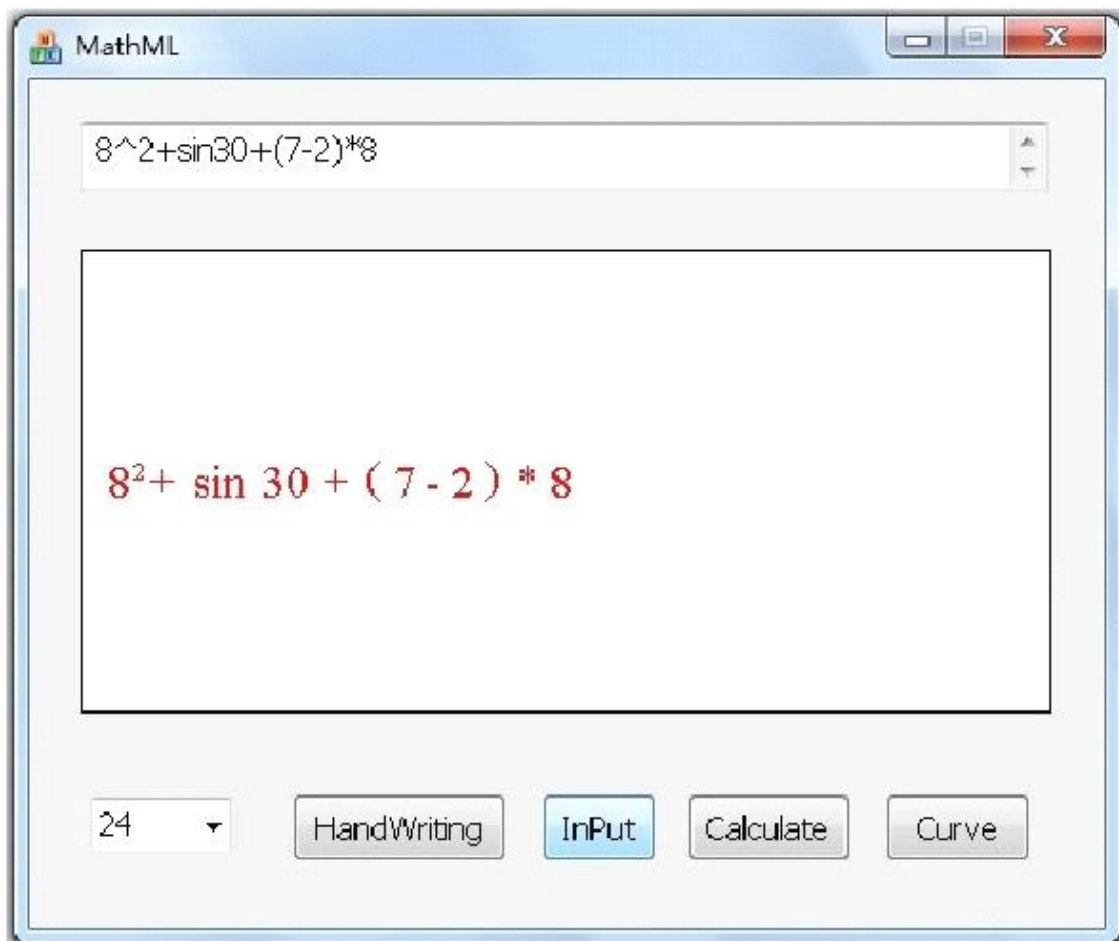 MathML
8^2+sin30+(7-2)*8
8²+ sin 30 + ( 7 - 2 ) * 8
24 HandWriting InPut Calculate Curve